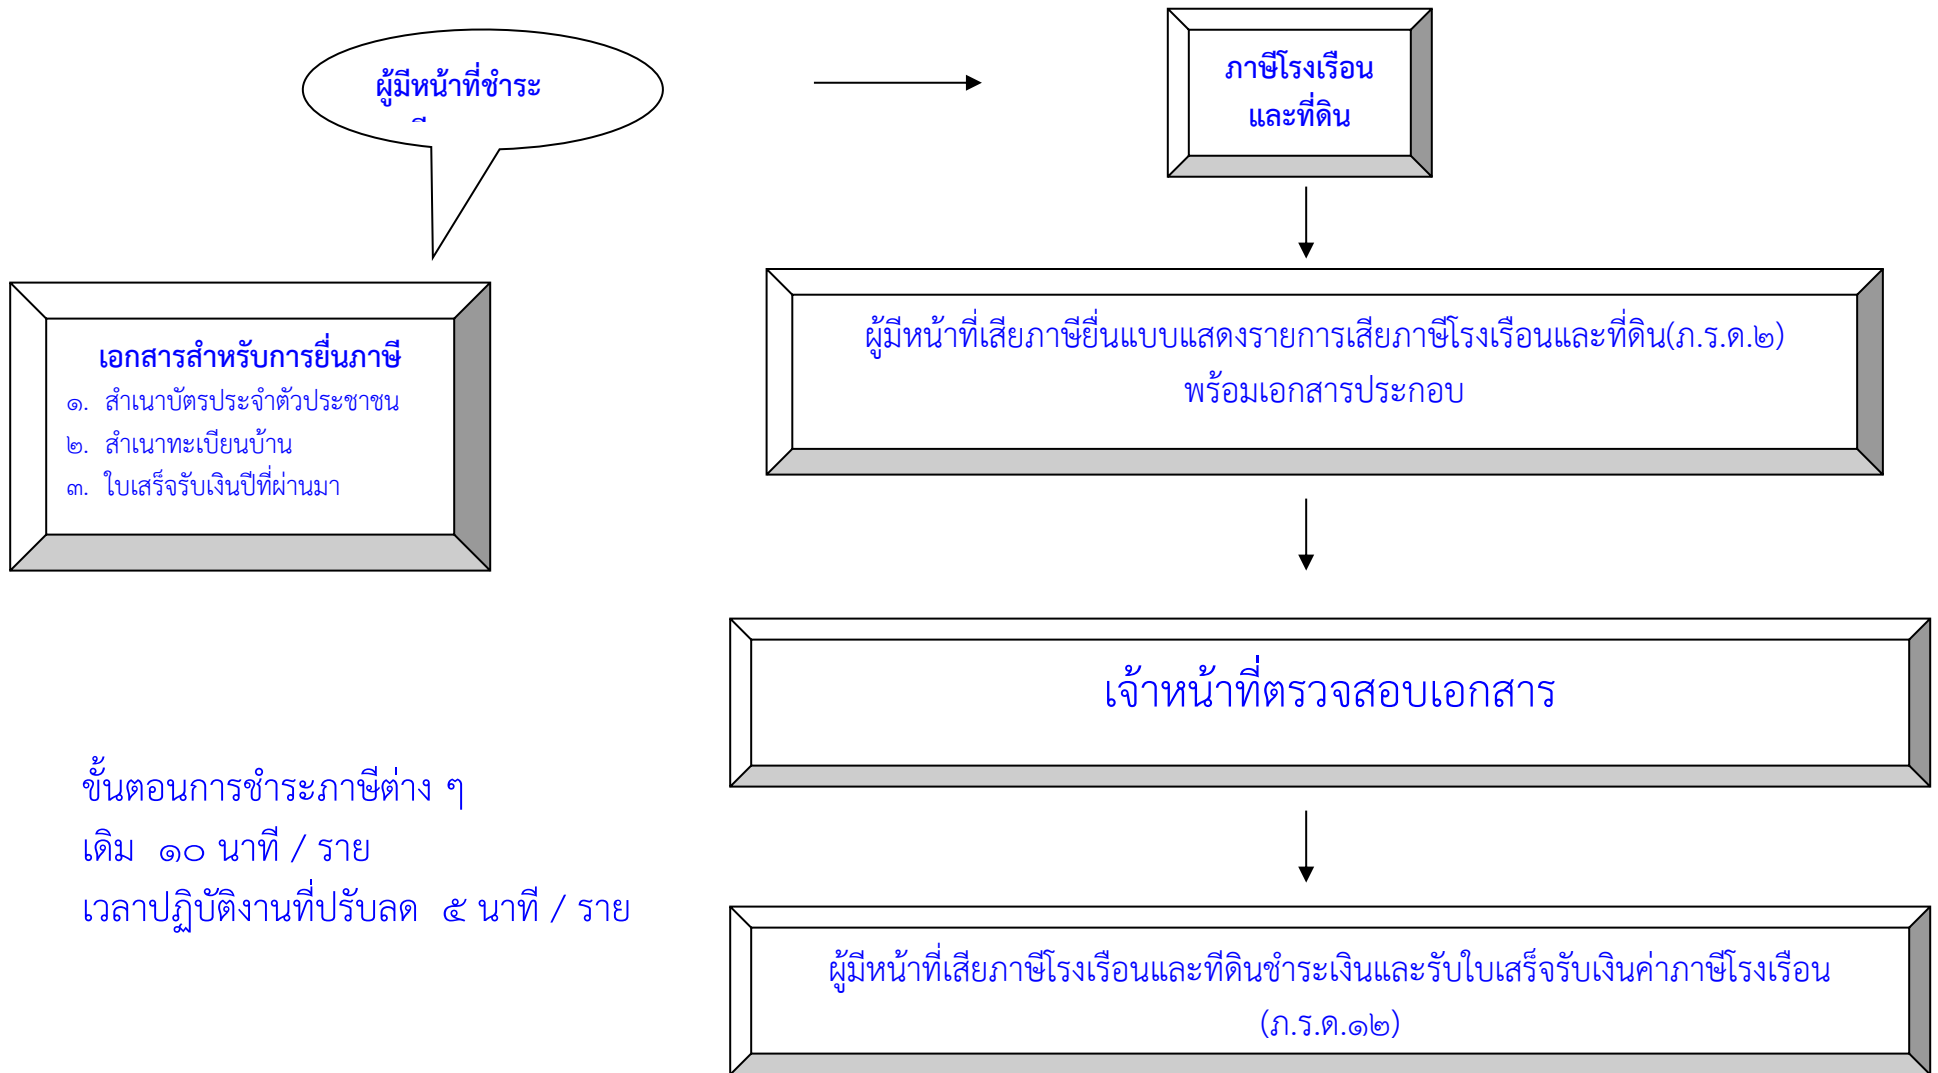 ผู้มีหน้าที่ชำระ
ภาษีโรงเรือน
และที่ดิน
เอกสารสำหรับการยื่นภาษี
๑. สำเนาบัตรประจำตัวประชาชน
๒. สำเนาทะเบียนบ้าน
๓. ใบเสร็จรับเงินปีที่ผ่านมา
ผู้มีหน้าที่เสียภาษียื่นแบบแสดงรายการเสียภาษีโรงเรือนและที่ดิน(ภ.ร.ด.๒)
พร้อมเอกสารประกอบ
เจ้าหน้าที่ตรวจสอบเอกสาร
ขั้นตอนการชำระภาษีต่าง ๆ
เดิม ๑๐ นาที / ราย
เวลาปฏิบัติงานที่ปรับลด ๕ นาที / ราย
ผู้มีหน้าที่เสียภาษีโรงเรือนและทีดินชำระเงินและรับใบเสร็จรับเงินค่าภาษีโรงเรือน
(ภ.ร.ด.๑๒)